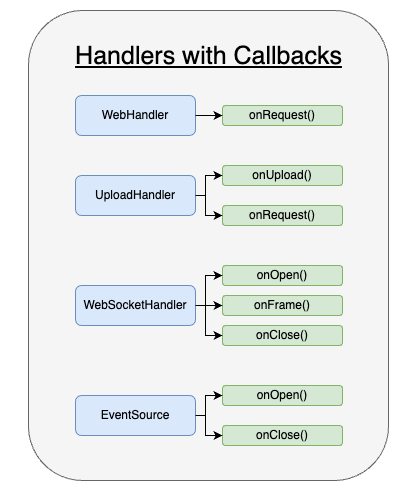 Handlers with Callbacks
WebHandler
onRequest()
UploadHandler
onUpload()
onRequest()
WebSocketHandler
onOpen()
onFrame()
onClose()
EventSource
onOpen()
onClose()